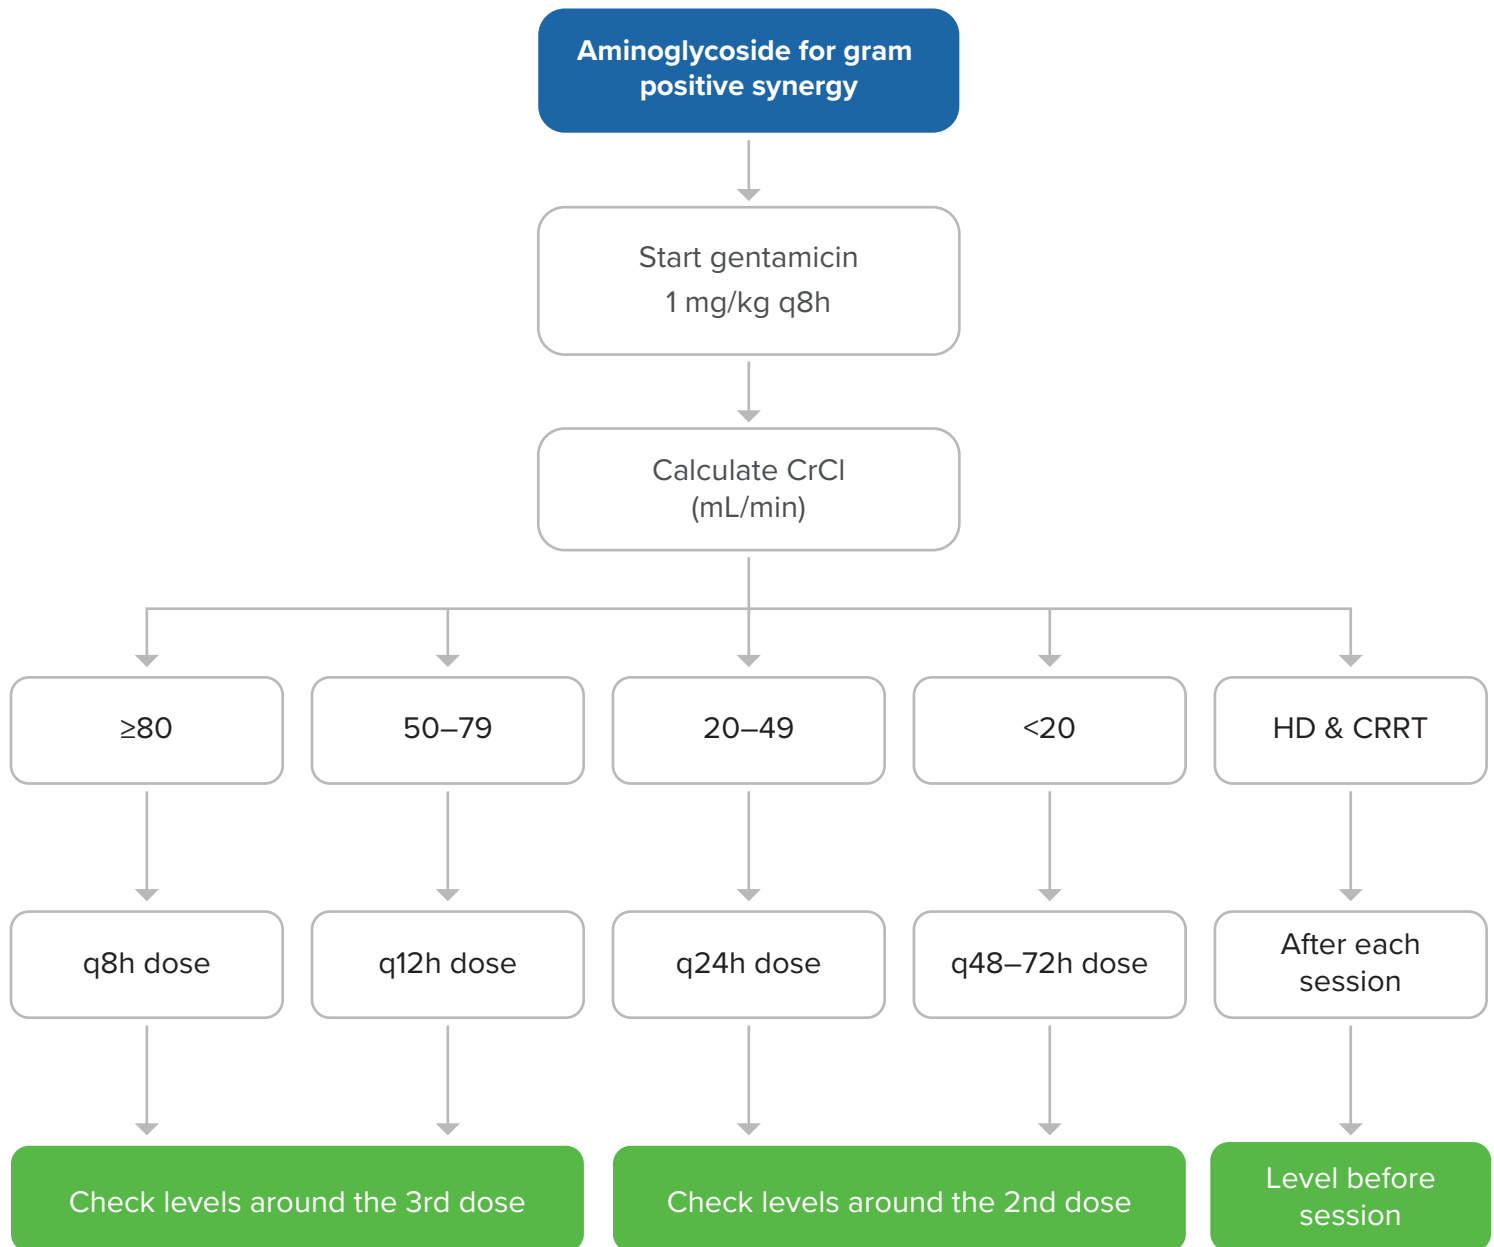 Aminoglycoside for gram
positive synergy
Start gentamicin
1 mg/kg q8h
Calculate CrCl
(mL/min)
≥80
50–79
20–49
<20
HD & CRRT
q8h dose
q12h dose
q24h dose
q48–72h dose
After each
session
Check levels around the 3rd dose
Check levels around the 2nd dose
Level before
session